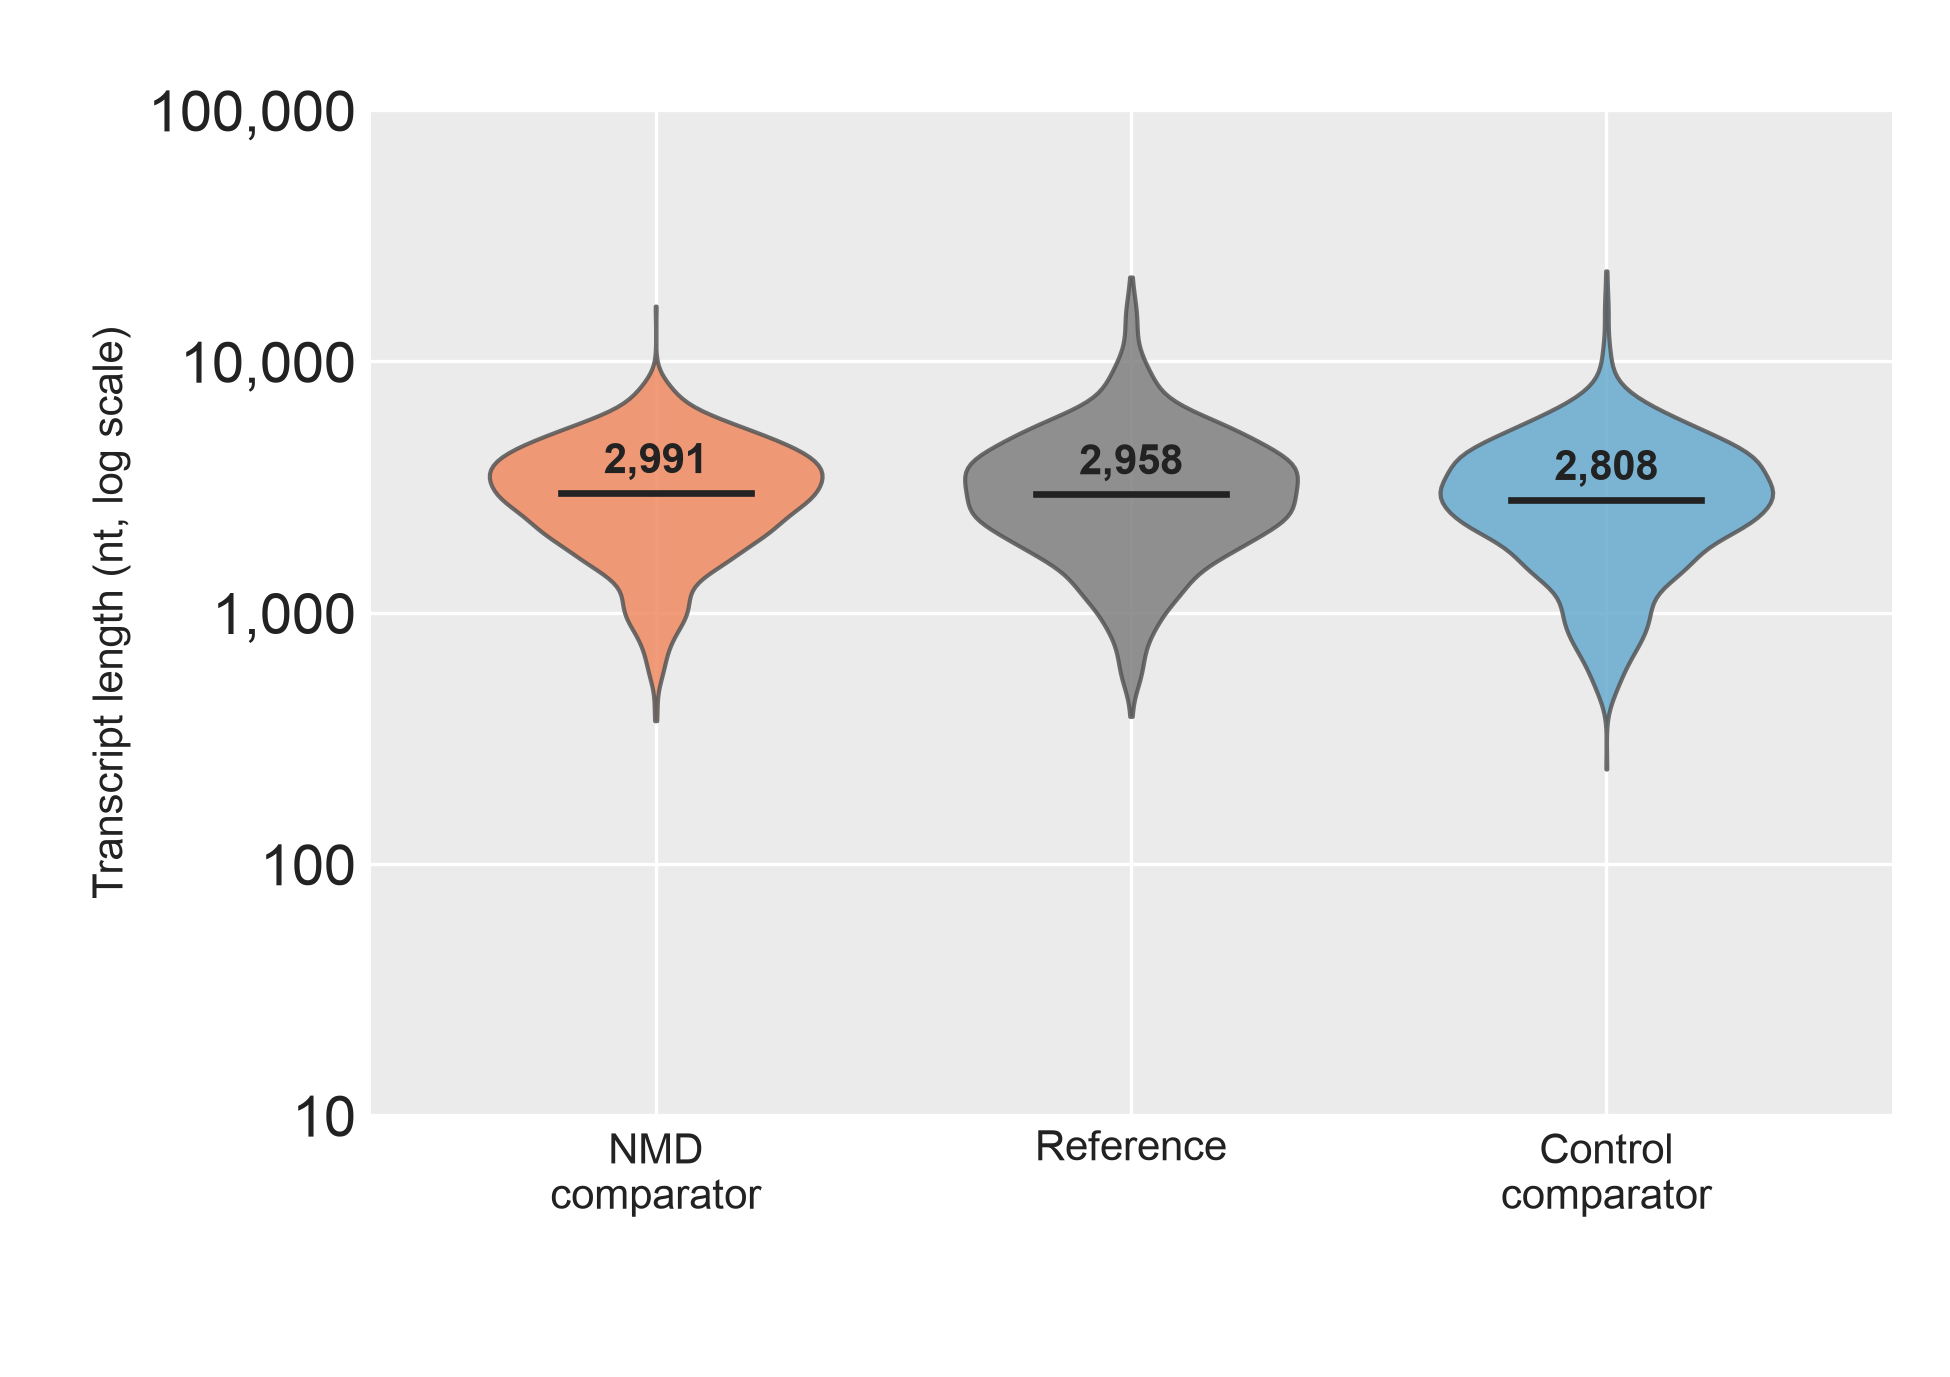 100,000
10,000
1,000
100
10
Transcript length (nt, log scale)
2,991
2,958
2,808
NMD
comparator
Reference
Control
comparator